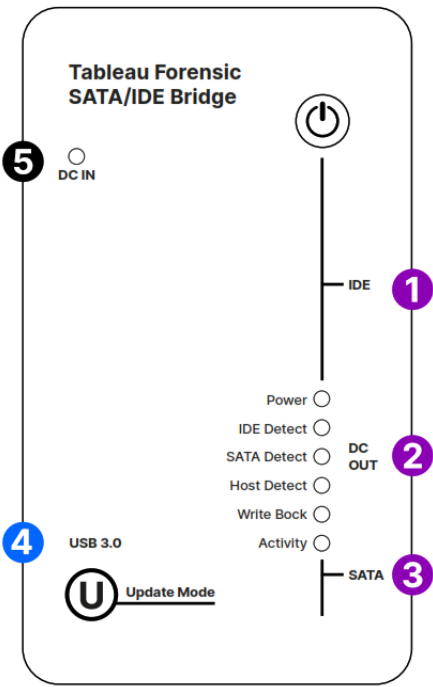 Tableau Forensic
SATA/IDE Bridge
5
DC IN
IDE
1
Power
IDE Detect
SATA Detect
DC
OUT
2
Host Detect
Write Bock
4
USB 3.0
Activity
SATA
3
U
Update Mode